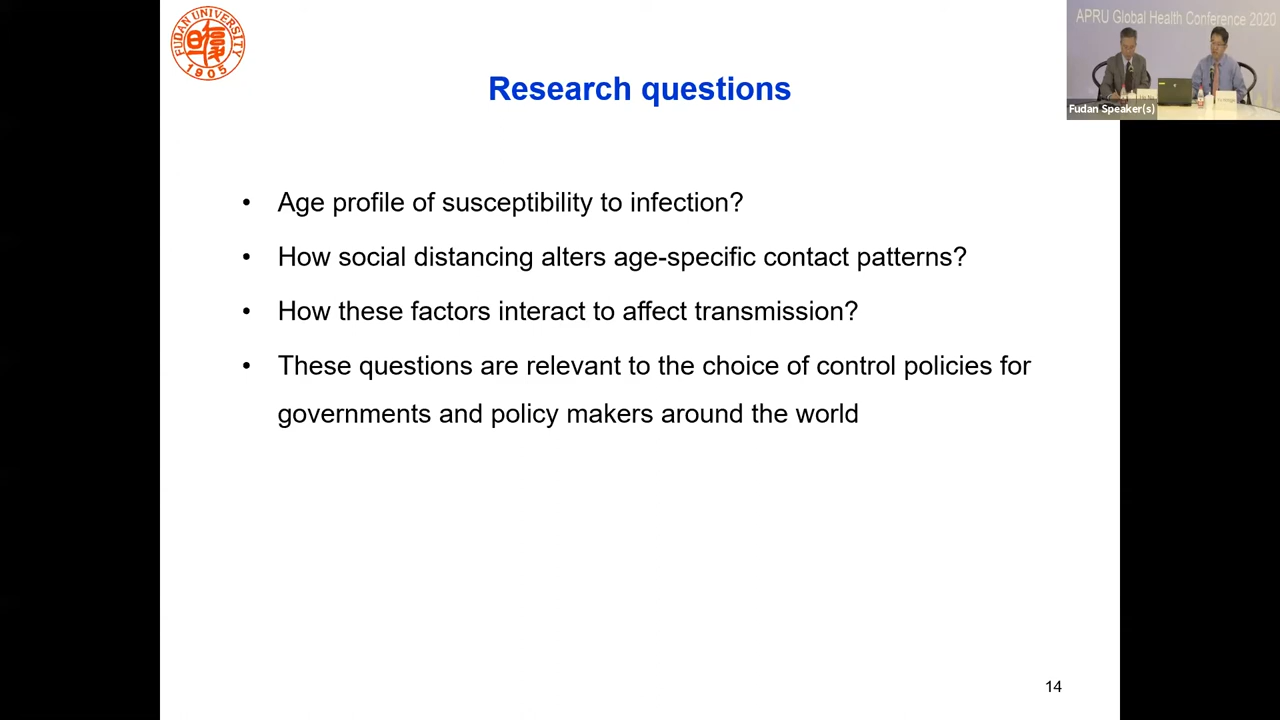 FUDAN UNIVERSITY
1905
APRU Global Health Conference 2020
Fudan Speaker(s)
Research questions
• Age profile of susceptibility to infection?
• How social distancing alters age-specific contact patterns?
• How these factors interact to affect transmission?
• These questions are relevant to the choice of control policies for
governments and policy makers around the world
14